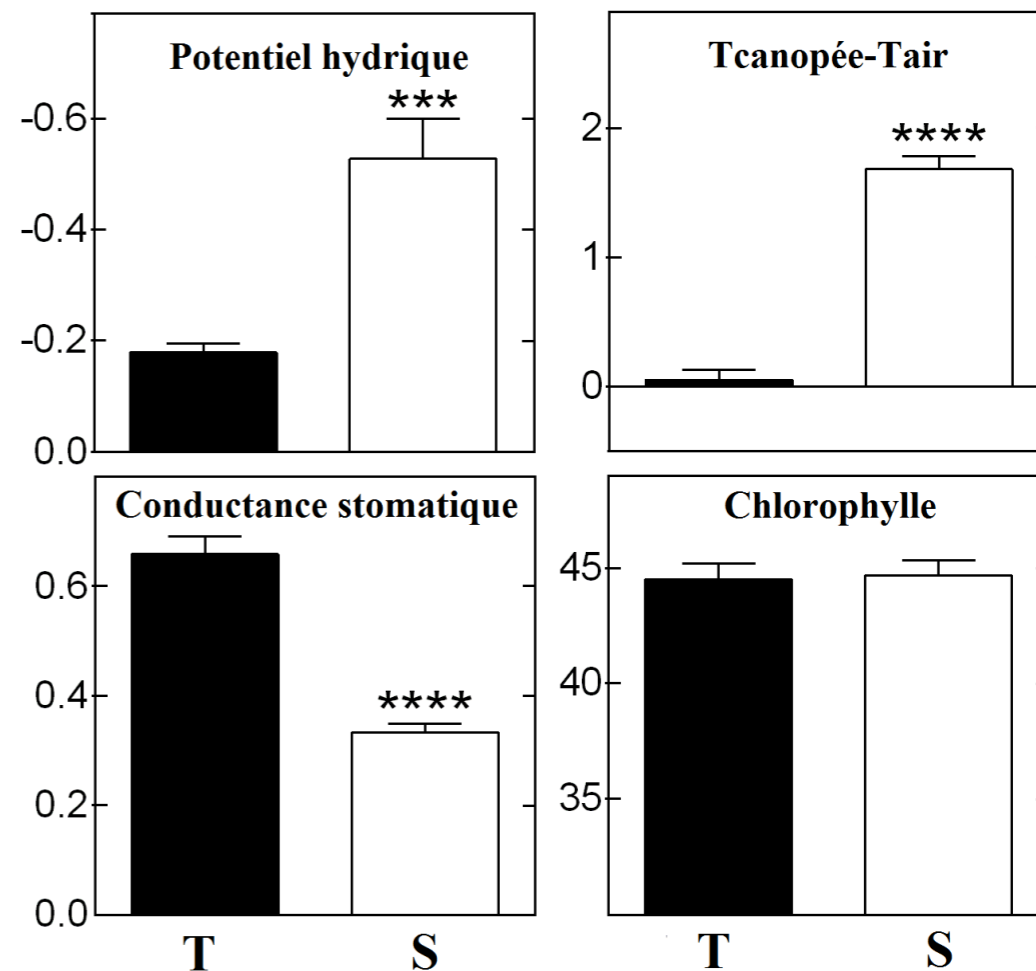 Potentiel hydrique
***
-0.6
-0.4
-0.2
0.0
Tcanopée-Tair
****
2
1
0
Conductance stomatique
0.6
****
0.4
0.2
0.0
T S
Chlorophylle
45
40
35
T S